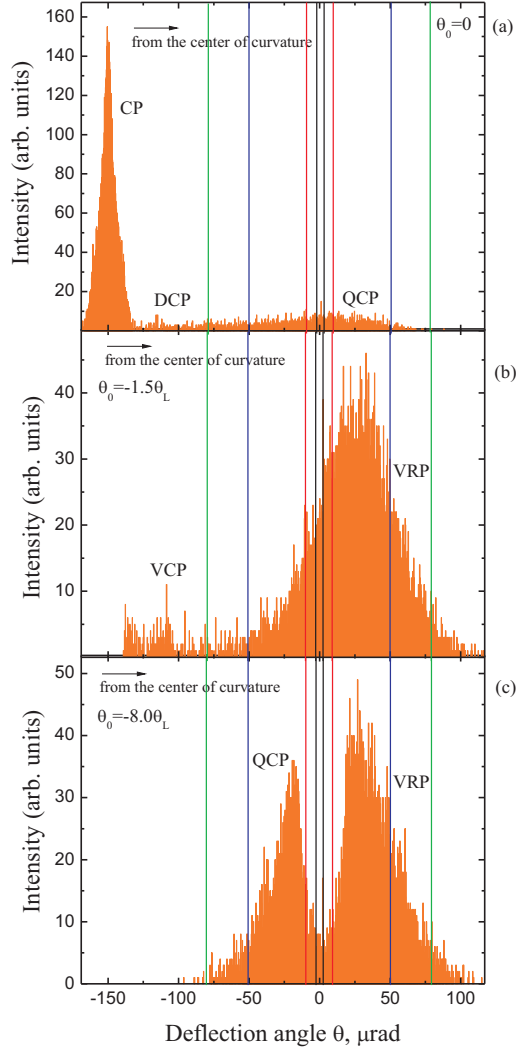 160
140
120
100
80
60
40
20
Intensity (arb. units)
from the center of curvature
θ₀=0
(a)
CP
DCP
QCP
40
30
20
10
Intensity (arb. units)
from the center of curvature
θ₀=-1.5θL
(b)
VCP
VRP
50
40
30
20
10
0
Intensity (arb. units)
from the center of curvature
θ₀=-8.0θL
(c)
QCP
VRP
-150 -100 -50 0 50 100
Deflection angle θ, μrad